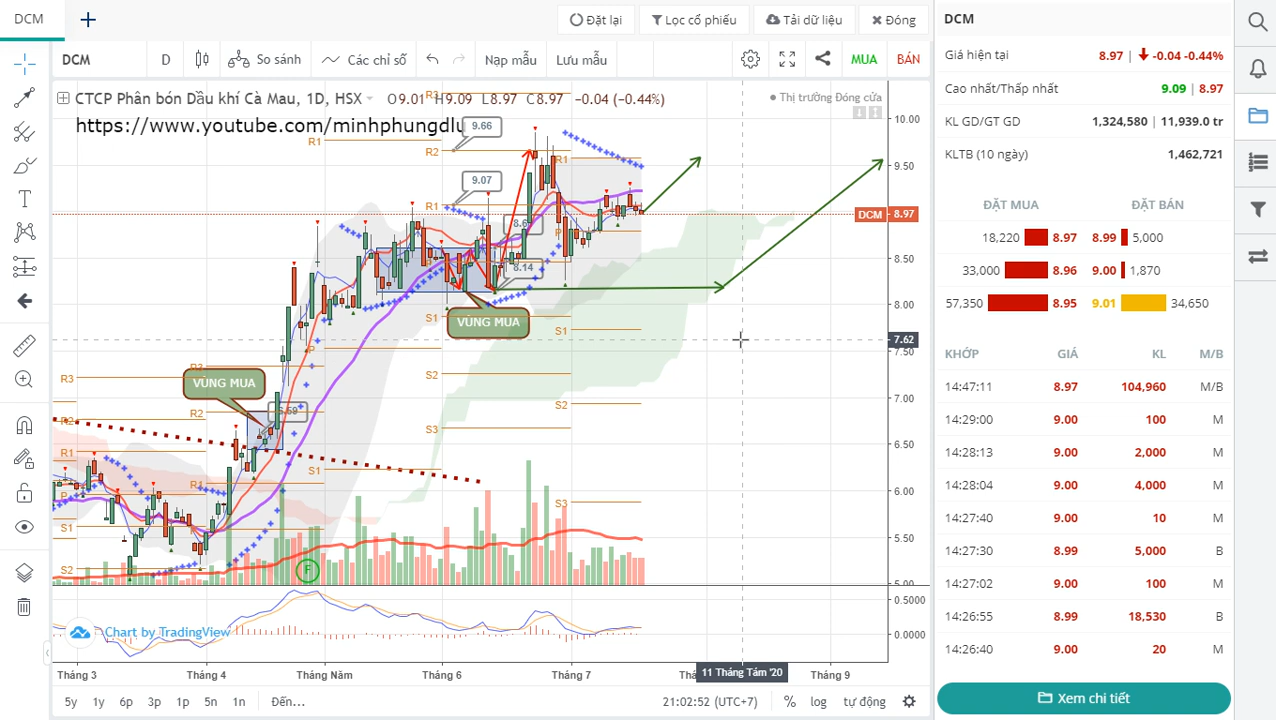 DCM
Đặt lại
Lọc cổ phiếu
Tải dữ liệu
Đóng
DCM
D
So sánh
Các chỉ số
Nạp mẫu
Lưu mẫu
MUA
BÁN
CTCP Phân bón Dầu khí Cà Mau, 1D, HSX
O9.01 H9.09 L8.97 C8.97 −0.04 (−0.44%)
Thị trường Đóng cửa
https://www.youtube.com/minhphungdlu
R3
R1
R2
9.66
R1
9.07
R1
8.14
VÙNG MUA
VÙNG MUA
S1
S1
S2
S2
S3
S3
R3
R2
R1
R1
P
S1
S2
S1
10.00
9.50
DCM 8.97
8.50
8.00
7.62
7.50
7.00
6.50
6.00
5.50
5.00
0.5000
0.0000
F
Chart by TradingView
Tháng 3
Tháng 4
Tháng Năm
Tháng 6
Tháng 7
11 Tháng Tám '20
Tháng 9
5y 1y 6p 3p 1p 5n 1n Đến...
21:02:52 (UTC+7)
% log tự động
DCM
Giá hiện tại 8.97 | -0.04 -0.44%
Cao nhất/Thấp nhất 9.09 | 8.97
KL GD/GT GD 1,324,580 | 11,939.0 tr
KLTB (10 ngày) 1,462,721
ĐẶT MUA ĐẶT BÁN
18,220 8.97 8.99 5,000
33,000 8.96 9.00 1,870
57,350 8.95 9.01 34,650
KHỚP GIÁ KL M/B
14:47:11 8.97 104,960 M/B
14:29:00 9.00 100 M
14:28:13 9.00 2,000 M
14:28:04 9.00 4,000 M
14:27:40 9.00 10 M
14:27:30 8.99 5,000 B
14:27:02 9.00 100 M
14:26:55 8.99 18,530 B
14:26:40 9.00 20 M
Xem chi tiết